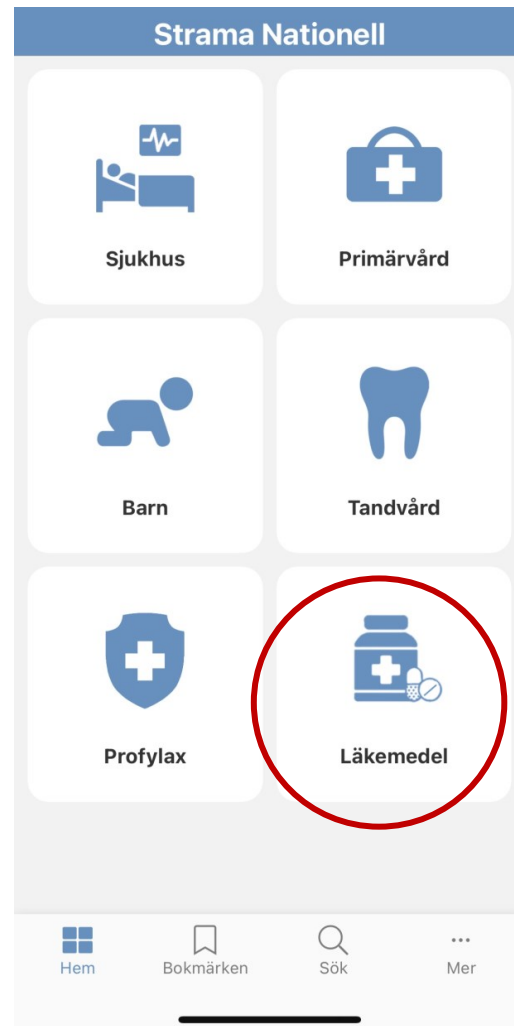 Strama Nationell
Sjukhus
Primärvård
Barn
Tandvård
Profylax
Läkemedel
Hem
Bokmärken
Sök
Mer